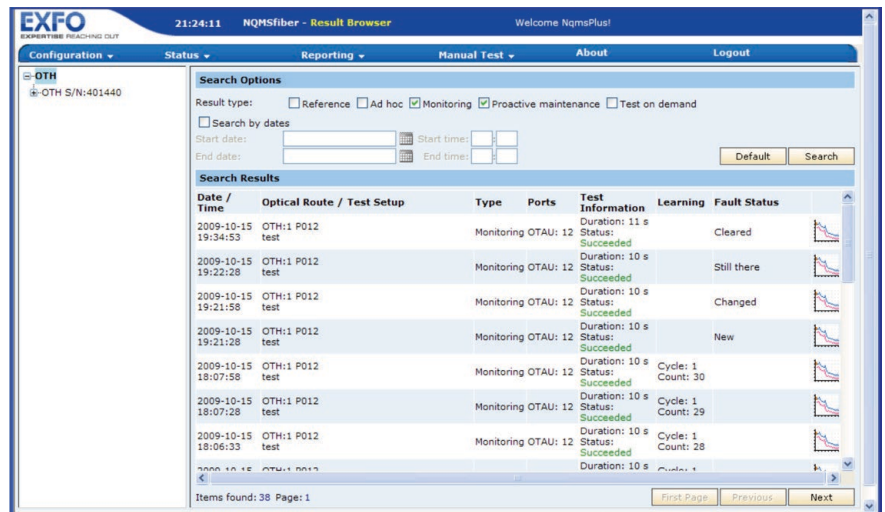 EXFO
EXPERTISE REACHING OUT
21:24:11 NQMSfiber - Result Browser Welcome NqmsPlus!
Configuration Status Reporting Manual Test About Logout
OTH
OTH S/N:401440
Search Options
Result type: Reference Ad hoc Monitoring Proactive maintenance Test on demand
Search by dates
Start date: Start time: :
End date: End time: :
Default Search
Search Results
Date / Time Optical Route / Test Setup Type Ports Test Information Learning Fault Status
2009-10-15 19:34:53 OTH:1 P012 test Monitoring OTAU: 12 Duration: 11 s Status: Succeeded Cleared
2009-10-15 19:22:28 OTH:1 P012 test Monitoring OTAU: 12 Duration: 10 s Status: Succeeded Still there
2009-10-15 19:21:58 OTH:1 P012 test Monitoring OTAU: 12 Duration: 10 s Status: Succeeded Changed
2009-10-15 19:21:28 OTH:1 P012 test Monitoring OTAU: 12 Duration: 10 s Status: Succeeded New
2009-10-15 18:07:58 OTH:1 P012 test Monitoring OTAU: 12 Duration: 10 s Status: Succeeded Cycle: 1 Count: 30
2009-10-15 18:07:28 OTH:1 P012 test Monitoring OTAU: 12 Duration: 10 s Status: Succeeded Cycle: 1 Count: 29
2009-10-15 18:06:33 OTH:1 P012 test Monitoring OTAU: 12 Duration: 10 s Status: Succeeded Cycle: 1 Count: 28
2009-10-15 OTH:1 P012 Duration: 10 s Cycle: 1
Items found: 38 Page: 1 First Page Previous Next